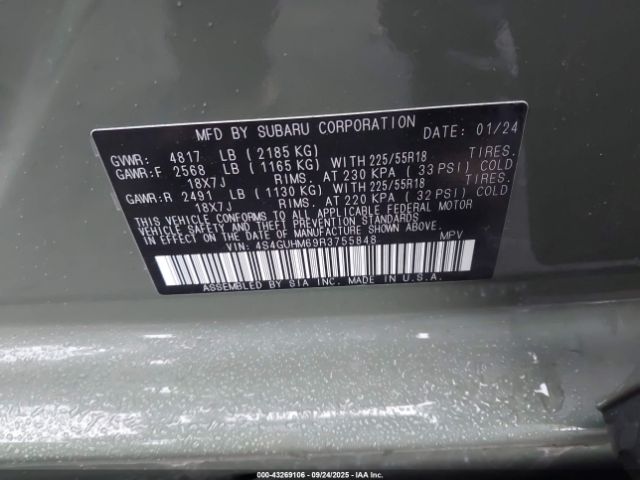 MFD BY SUBARU CORPORATION DATE: 01/24
GVWR: 4817 LB (2185 KG)
GAWR:F 2568 LB (1165 KG) WITH 225/55R18 TIRES.
18X7J RIMS. AT 230 KPA (33 PSI) COLD
GAWR:R 2491 LB (1130 KG) WITH 225/55R18 TIRES.
18X7J RIMS. AT 220 KPA (32 PSI) COLD
THIS VEHICLE CONFORMS TO ALL APPLICABLE FEDERAL MOTOR
VEHICLE SAFETY AND THEFT PREVENTION STANDARDS
IN EFFECT ON THE DATE OF MANUFACTURE SHOWN ABOVE.
VIN: 4S4GUHM69R3755848 MPV
ASSEMBLED BY SIA INC. MADE IN U.S.A.
000-43269106 09/24/2025 iaai.com